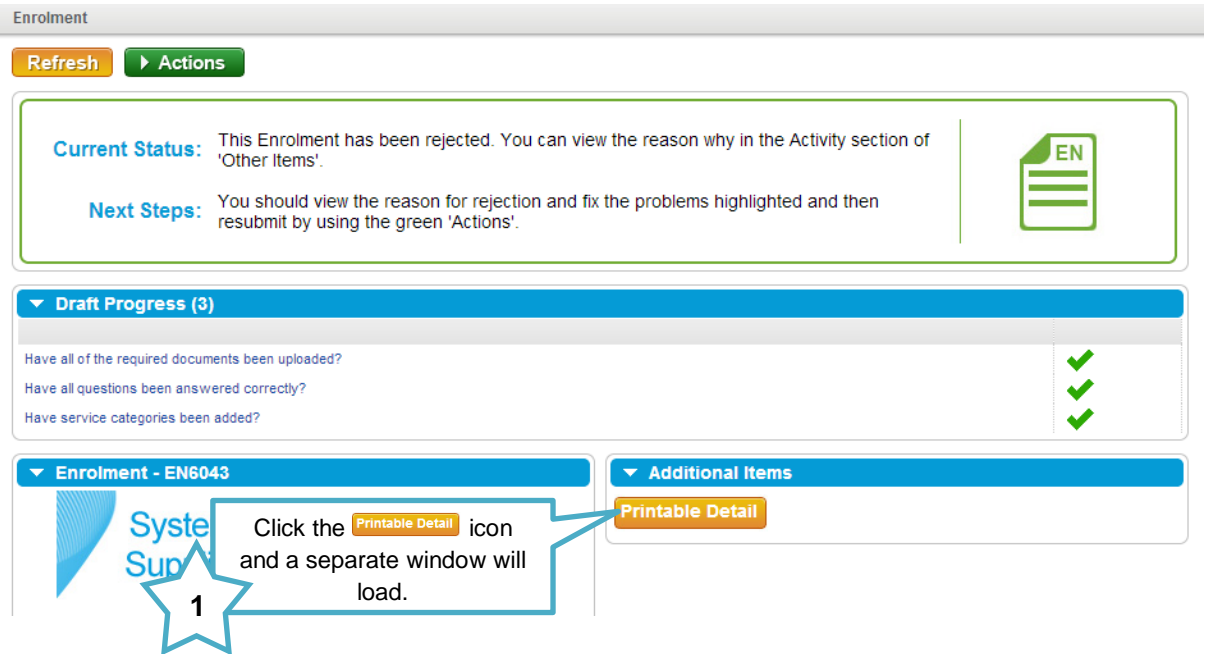 Enrolment
Refresh
Actions
Current Status: This Enrolment has been rejected. You can view the reason why in the Activity section of
'Other Items'.
EN
Next Steps: You should view the reason for rejection and fix the problems highlighted and then
resubmit by using the green 'Actions'.
Draft Progress (3)
Have all of the required documents been uploaded?
Have all questions been answered correctly?
Have service categories been added?
Enrolment - EN6043
Additional Items
Printable Detail
Click the Printable Detail icon
and a separate window will
load.
1